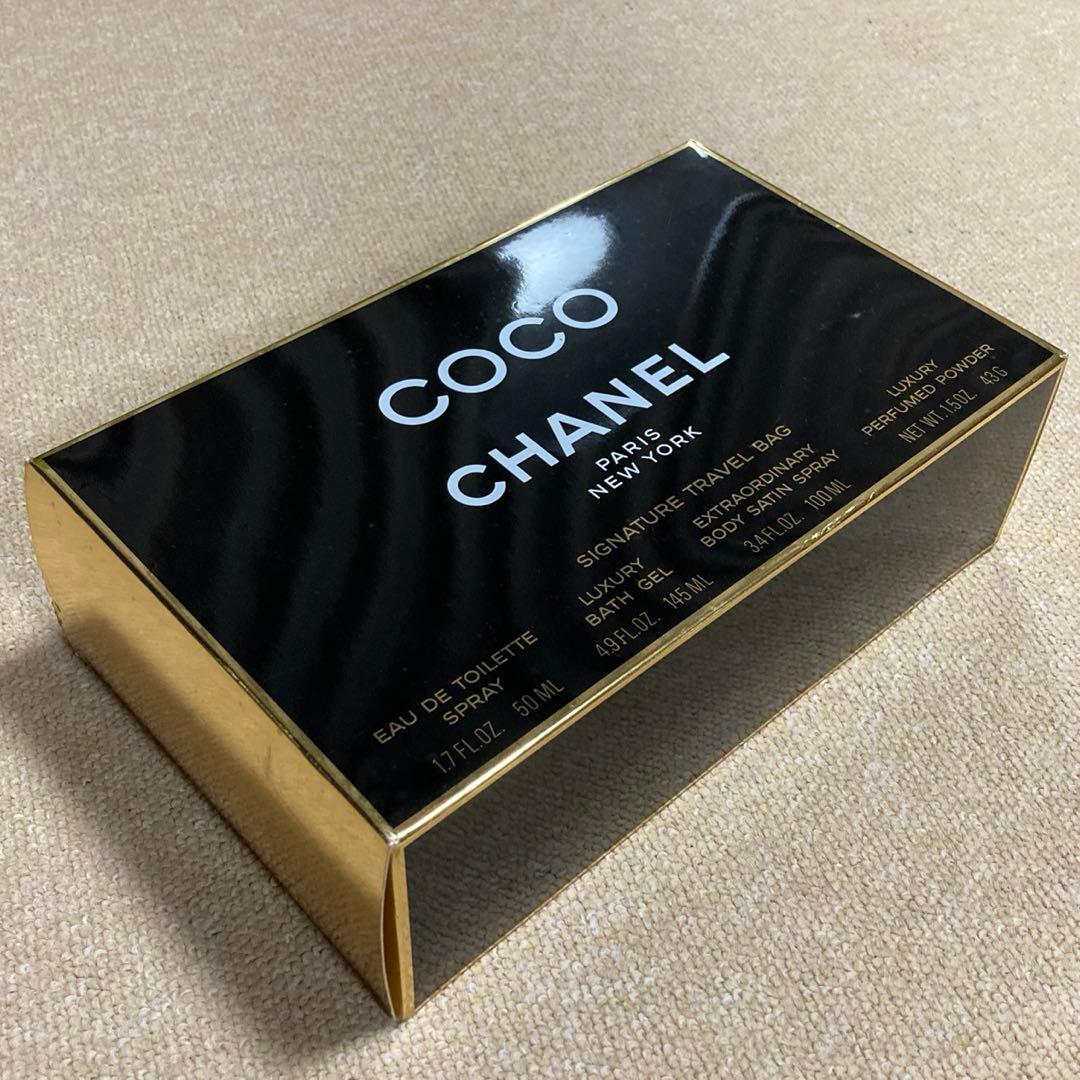 COCO
CHANEL
PARIS
NEW YORK
SIGNATURE TRAVEL BAG
EAU DE TOILETTE
SPRAY
1.7 FL.OZ. 50 ML
LUXURY
BATH GEL
4.9 FL.OZ. 145 ML
EXTRAORDINARY
BODY SATIN SPRAY
3.4 FL.OZ. 100 ML
LUXURY
PERFUMED POWDER
NET WT. 1.5 OZ. 43 G